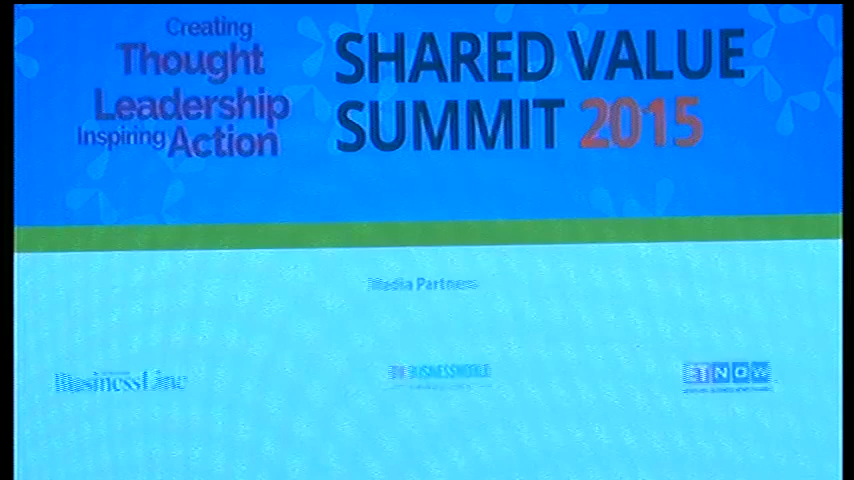 Creating
Thought
Leadership
Inspiring Action
SHARED VALUE
SUMMIT 2015
Media Partners
BusinessLine
BUSINESSWORLD
ET NOW